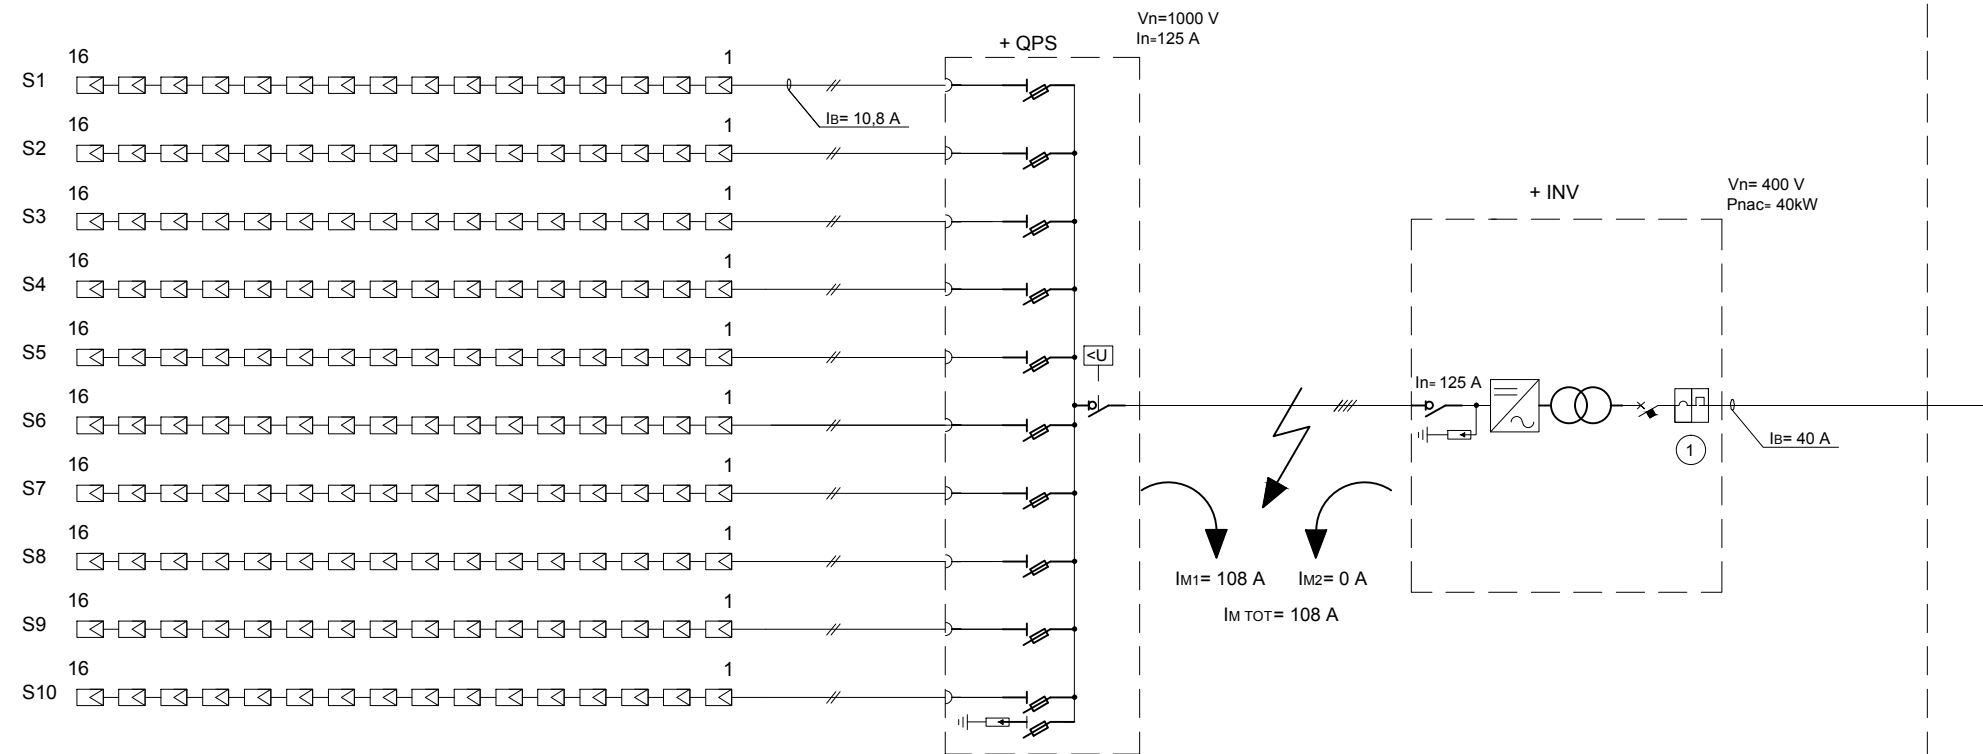 Vn=1000 V
In=125 A
+ QPS
16 1
S1
IB= 10,8 A
16 1
S2
16 1
S3
+ INV
Vn= 400 V
Pnac= 40kW
16 1
S4
16 1
S5
<U
In= 125 A
16 1
S6
IB= 40 A
1
16 1
S7
16 1
S8
IM1= 108 A IM2= 0 A
16 1
S9
IM TOT= 108 A
16 1
S10